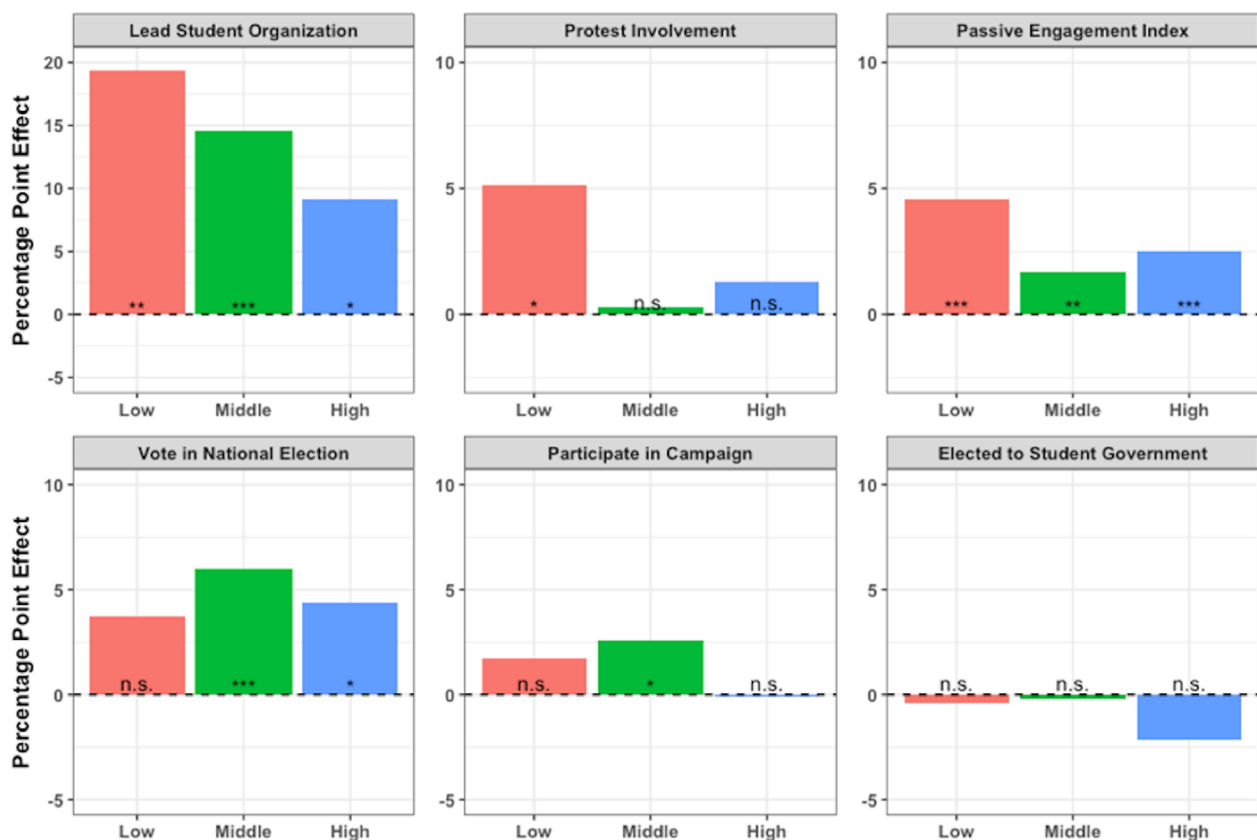 Lead Student Organization
Protest Involvement
Passive Engagement Index
Percentage Point Effect
20
15
10
5
0
-5
** *** *
Low Middle High
10
5
0
* n.s. n.s.
Low Middle High
10
5
0
*** ** ***
Low Middle High
Vote in National Election
Participate in Campaign
Elected to Student Government
Percentage Point Effect
10
5
0
-5
n.s. *** *
Low Middle High
10
5
0
-5
n.s. * n.s.
Low Middle High
10
5
0
-5
n.s. n.s. n.s.
Low Middle High